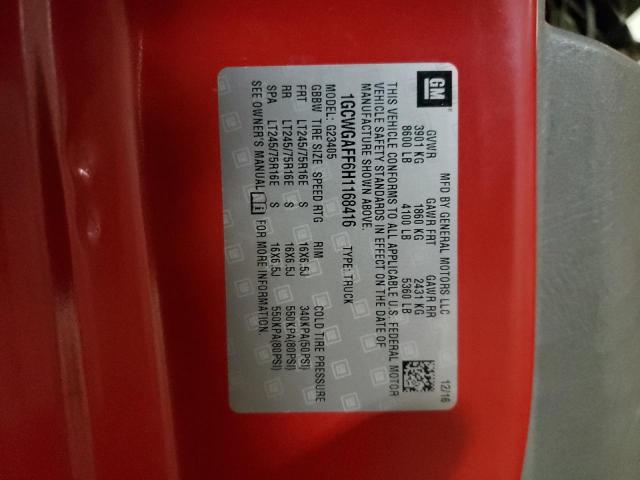 GM
MFD BY GENERAL MOTORS LLC 12/16
GVWR GAWR FRT GAWR RR
3901 KG 1860 KG 2431 KG
8600 LB 4100 LB 5360 LB
THIS VEHICLE CONFORMS TO ALL APPLICABLE U.S. FEDERAL MOTOR
VEHICLE SAFETY STANDARDS IN EFFECT ON THE DATE OF
MANUFACTURE SHOWN ABOVE.
1GCWGAFF6H1168416 TYPE: TRUCK
MODEL: G23405
GBBW TIRE SIZE SPEED RTG RIM COLD TIRE PRESSURE
FRT LT245/75R16E S 16X6.5J 340KPA(50PSI)
RR LT245/75R16E S 16X6.5J 550KPA(80PSI)
SPA LT245/75R16E S 16X6.5J 550KPA(80PSI)
SEE OWNER'S MANUAL FOR MORE INFORMATION.